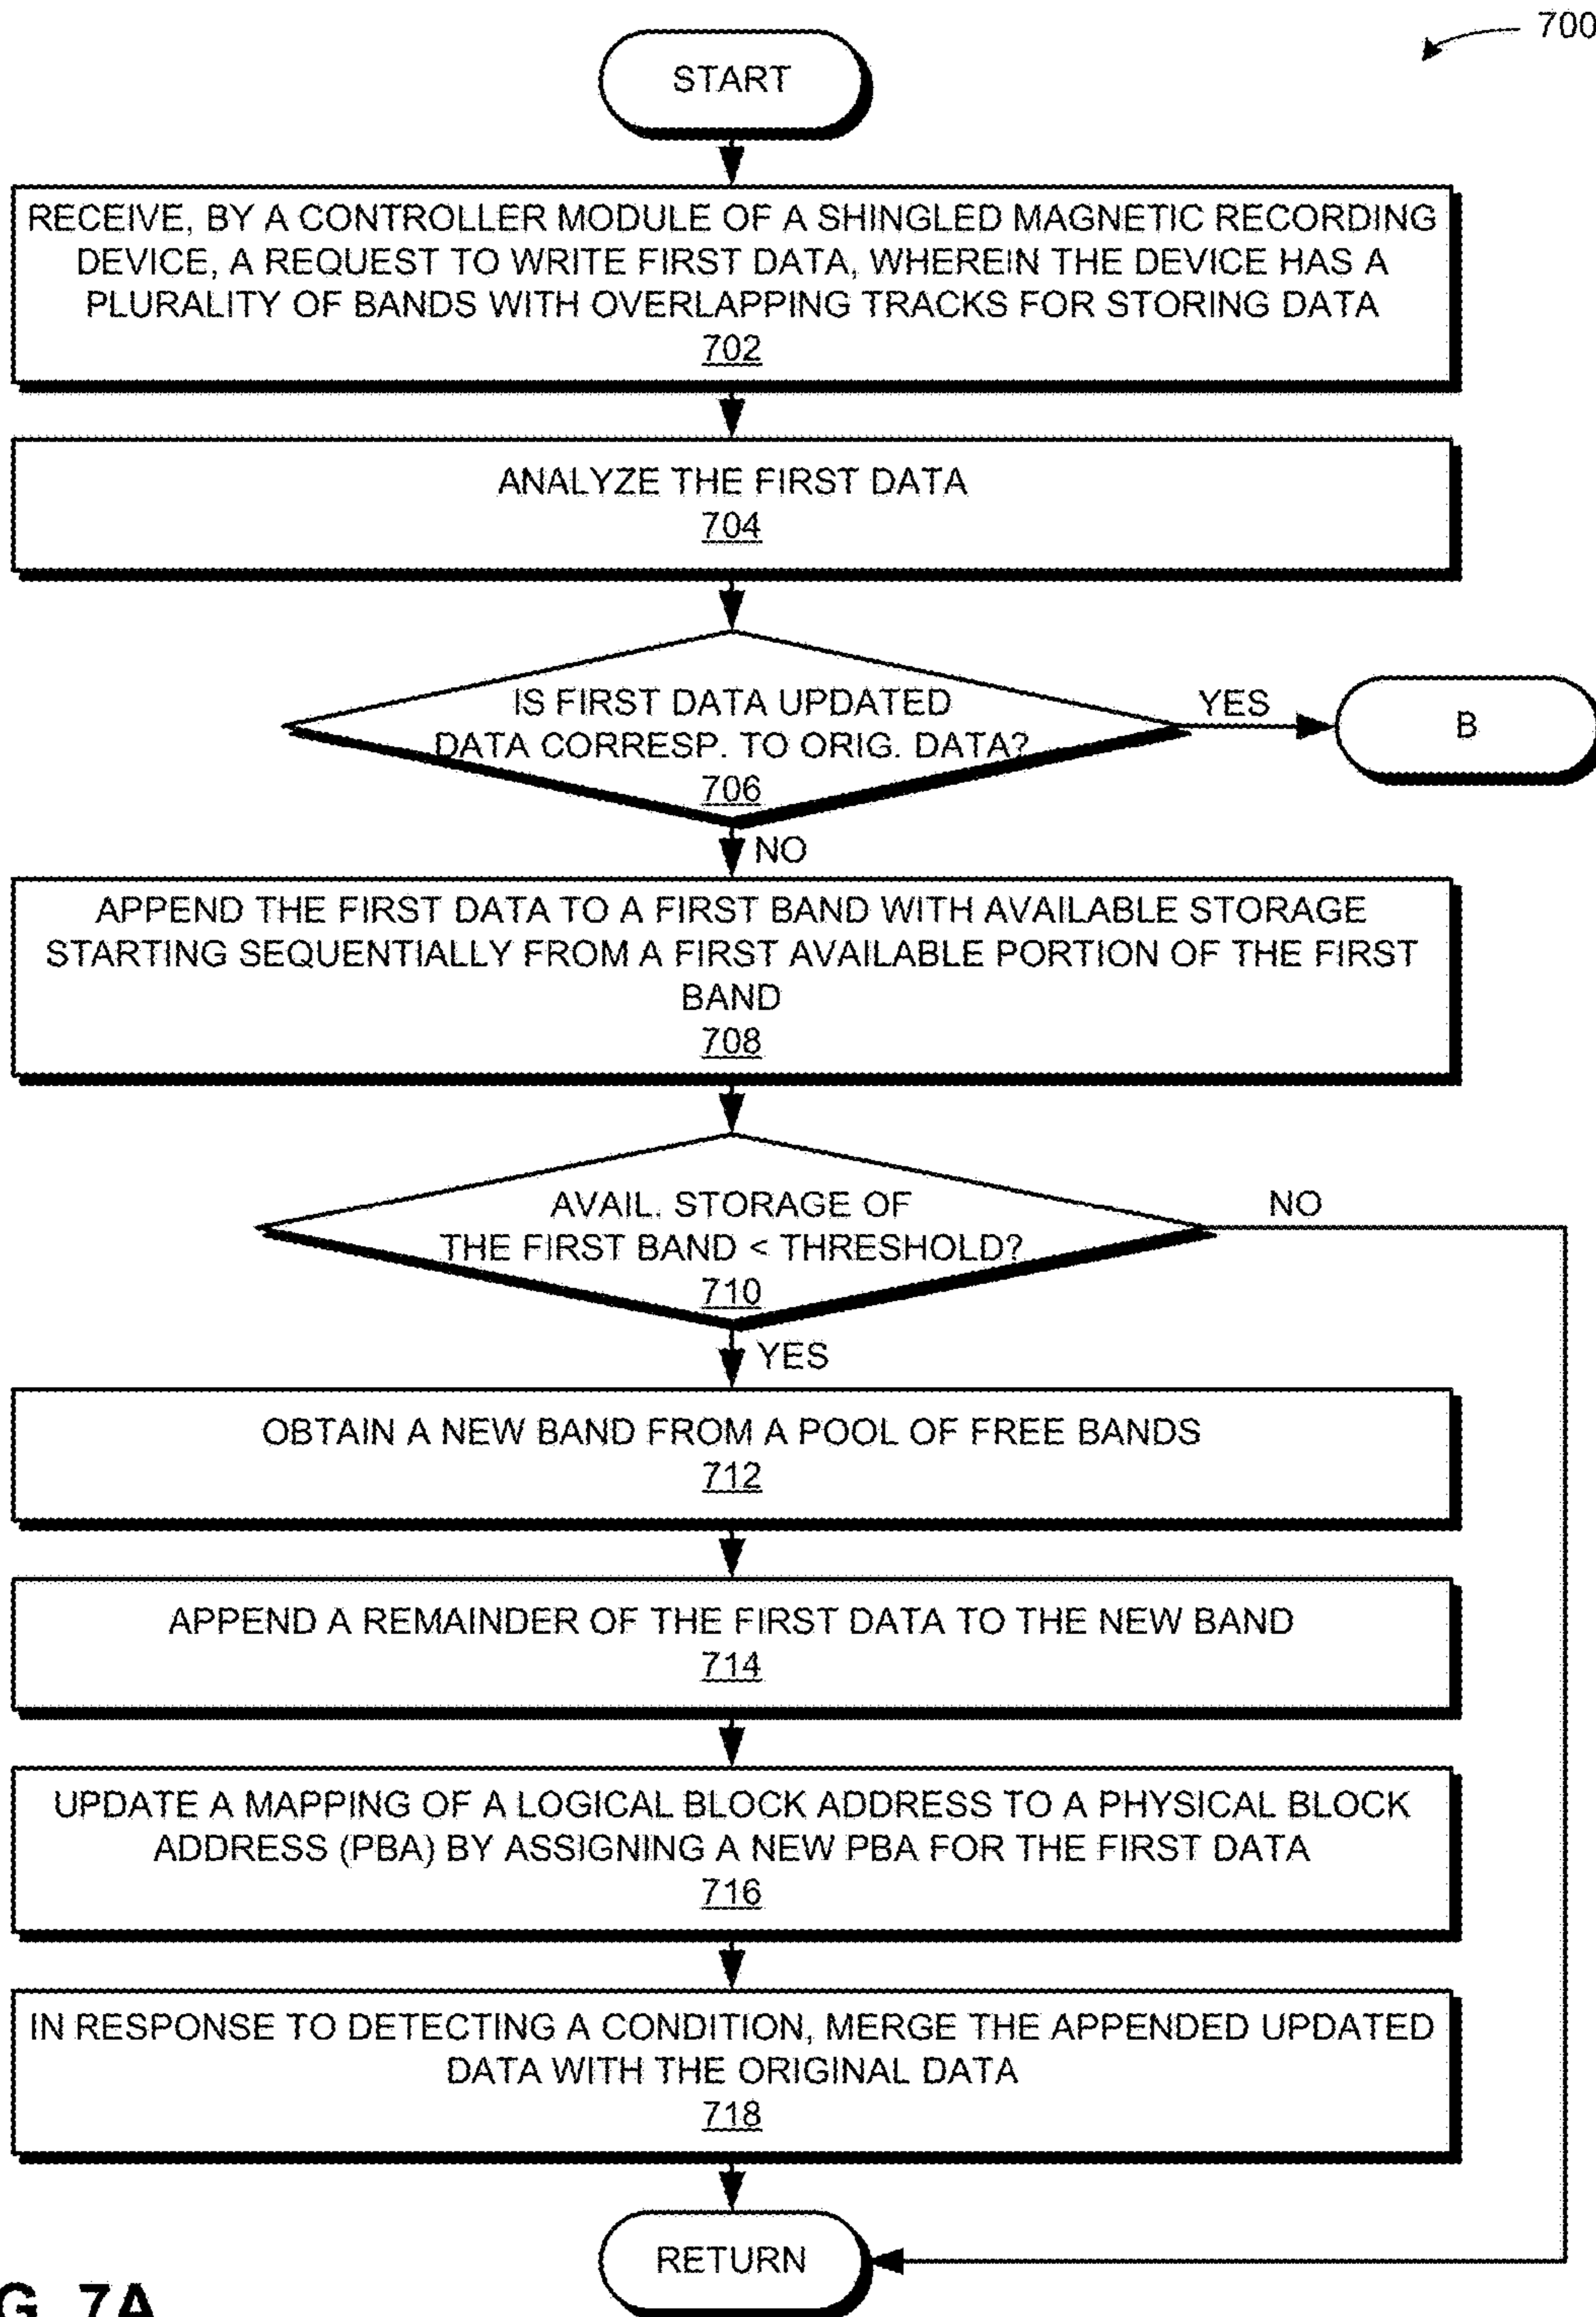 700
START
RECEIVE, BY A CONTROLLER MODULE OF A SHINGLED MAGNETIC RECORDING
DEVICE, A REQUEST TO WRITE FIRST DATA, WHEREIN THE DEVICE HAS A
PLURALITY OF BANDS WITH OVERLAPPING TRACKS FOR STORING DATA
702
ANALYZE THE FIRST DATA
704
IS FIRST DATA UPDATED
DATA CORRESP. TO ORIG. DATA?
706
YES
B
NO
APPEND THE FIRST DATA TO A FIRST BAND WITH AVAILABLE STORAGE
STARTING SEQUENTIALLY FROM A FIRST AVAILABLE PORTION OF THE FIRST
BAND
708
AVAIL. STORAGE OF
THE FIRST BAND < THRESHOLD?
710
NO
YES
OBTAIN A NEW BAND FROM A POOL OF FREE BANDS
712
APPEND A REMAINDER OF THE FIRST DATA TO THE NEW BAND
714
UPDATE A MAPPING OF A LOGICAL BLOCK ADDRESS TO A PHYSICAL BLOCK
ADDRESS (PBA) BY ASSIGNING A NEW PBA FOR THE FIRST DATA
716
IN RESPONSE TO DETECTING A CONDITION, MERGE THE APPENDED UPDATED
DATA WITH THE ORIGINAL DATA
718
RETURN
G. 7A